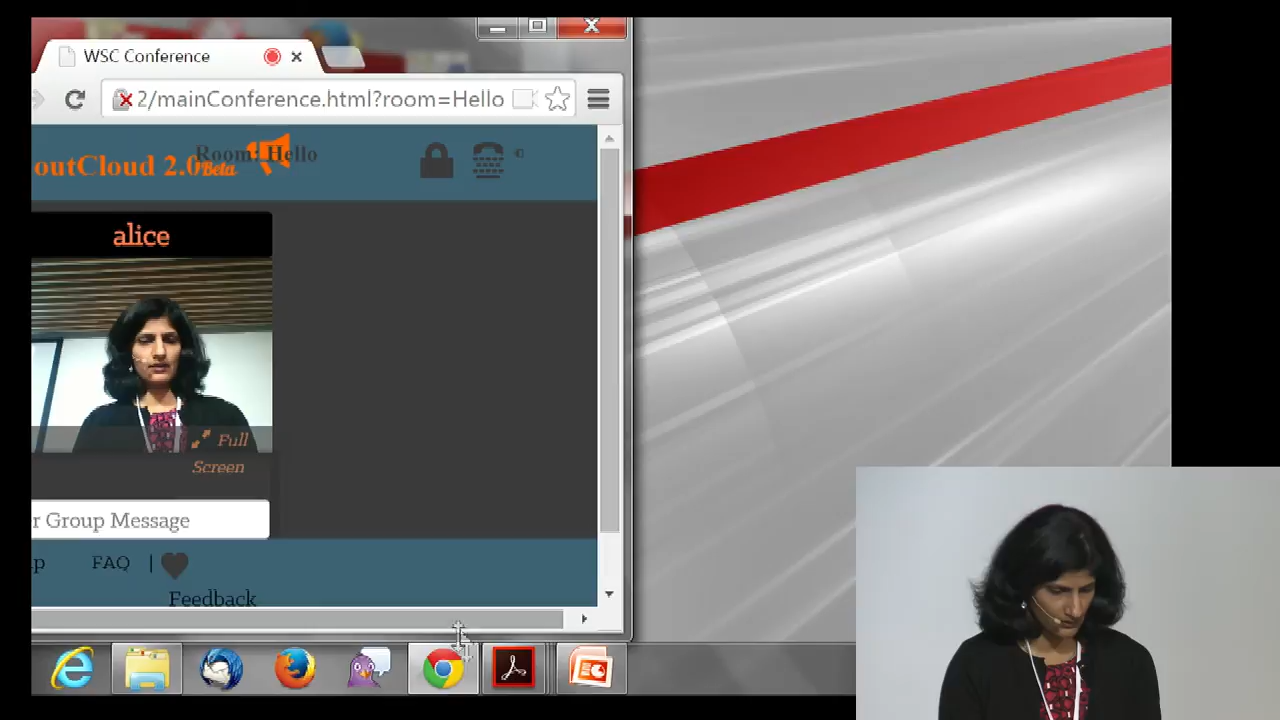 WSC Conference
2/mainConference.html?room=Hello
Room: Hello
outCloud 2.0
Beta
alice
Full
Screen
r Group Message
p
FAQ |
Feedback